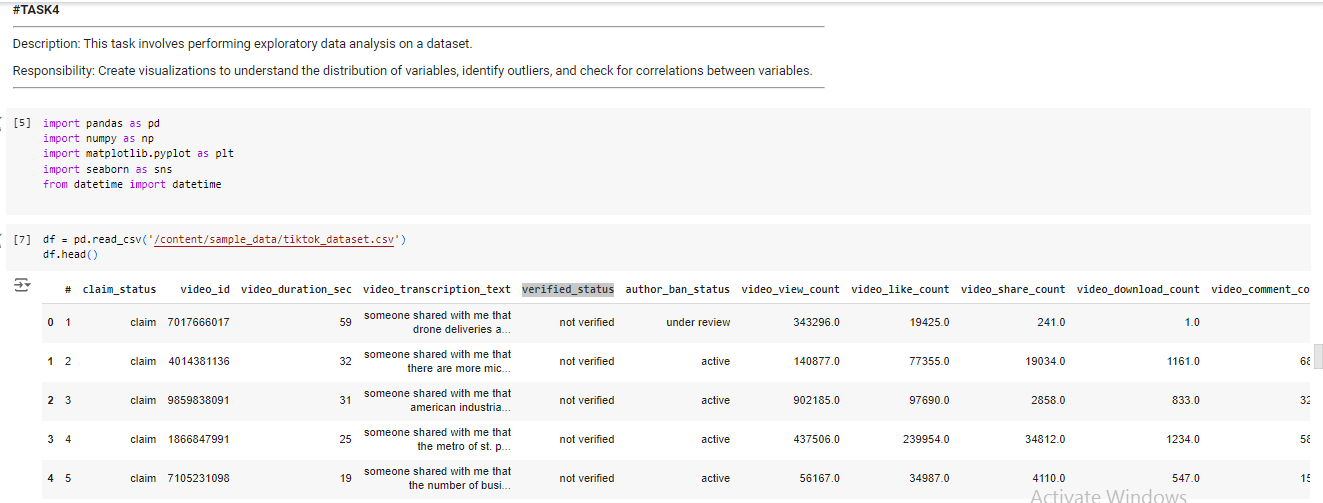 #TASK4
Description: This task involves performing exploratory data analysis on a dataset.
Responsibility: Create visualizations to understand the distribution of variables, identify outliers, and check for correlations between variables.
[5] import pandas as pd
import numpy as np
import matplotlib.pyplot as plt
import seaborn as sns
from datetime import datetime
[7] df = pd.read_csv('/content/sample_data/tiktok_dataset.csv')
df.head()
# claim_status video_id video_duration_sec video_transcription_text verified_status author_ban_status video_view_count video_like_count video_share_count video_download_count video_comment_co
0 1 claim 7017666017 59 someone shared with me that drone deliveries a... not verified under review 343296.0 19425.0 241.0 1.0
1 2 claim 4014381136 32 someone shared with me that there are more mic... not verified active 140877.0 77355.0 19034.0 1161.0 68
2 3 claim 9859838091 31 someone shared with me that american industria... not verified active 902185.0 97690.0 2858.0 833.0 32
3 4 claim 1866847991 25 someone shared with me that the metro of st. p... not verified active 437506.0 239954.0 34812.0 1234.0 58
4 5 claim 7105231098 19 someone shared with me that the number of busi... not verified active 56167.0 34987.0 4110.0 547.0 15
Activate Windows